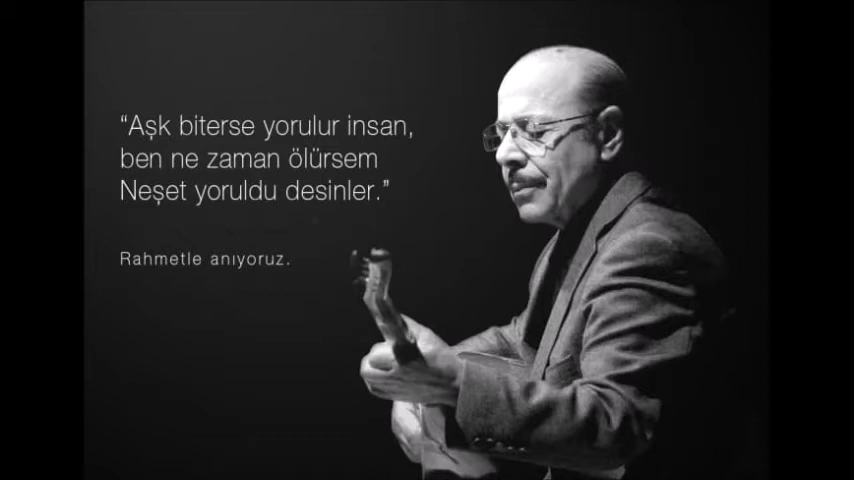 “Aşk biterse yorulur insan,
ben ne zaman ölürsem
Neşet yoruldu desinler.”
Rahmetle anıyoruz.